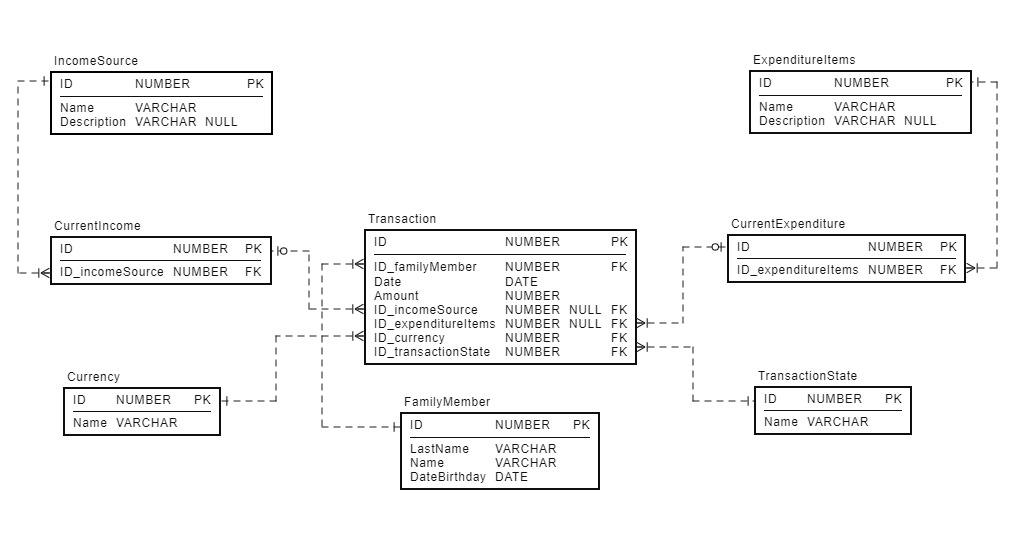 IncomeSource
ID NUMBER PK
Name VARCHAR
Description VARCHAR NULL
ExpenditureItems
ID NUMBER PK
Name VARCHAR
Description VARCHAR NULL
CurrentIncome
ID NUMBER PK
ID_incomeSource NUMBER FK
Transaction
ID NUMBER PK
ID_familyMember NUMBER FK
Date DATE
Amount NUMBER
ID_incomeSource NUMBER NULL FK
ID_expenditureItems NUMBER NULL FK
ID_currency NUMBER FK
ID_transactionState NUMBER FK
CurrentExpenditure
ID NUMBER PK
ID_expenditureItems NUMBER FK
Currency
ID NUMBER PK
Name VARCHAR
FamilyMember
ID NUMBER PK
LastName VARCHAR
Name VARCHAR
DateBirthday DATE
TransactionState
ID NUMBER PK
Name VARCHAR